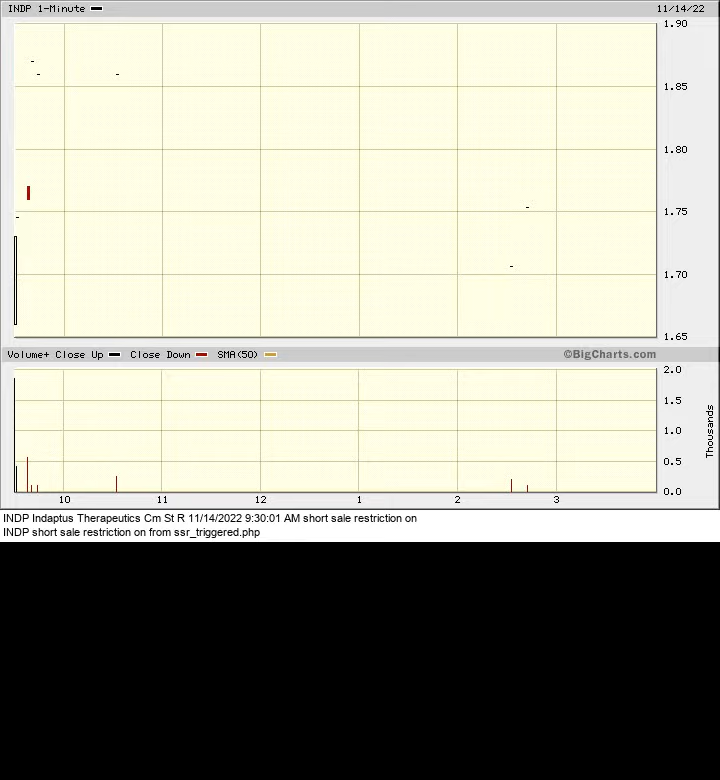 INDP 1-Minute 11/14/22
1.90
1.85
1.80
1.75
1.70
1.65
Volume+ Close Up Close Down SMA(50) ©BigCharts.com
2.0
1.5
1.0
0.5
0.0
Thousands
10 11 12 1 2 3
INDP Indaptus Therapeutics Cm St R 11/14/2022 9:30:01 AM short sale restriction on
INDP short sale restriction on from ssr_triggered.php